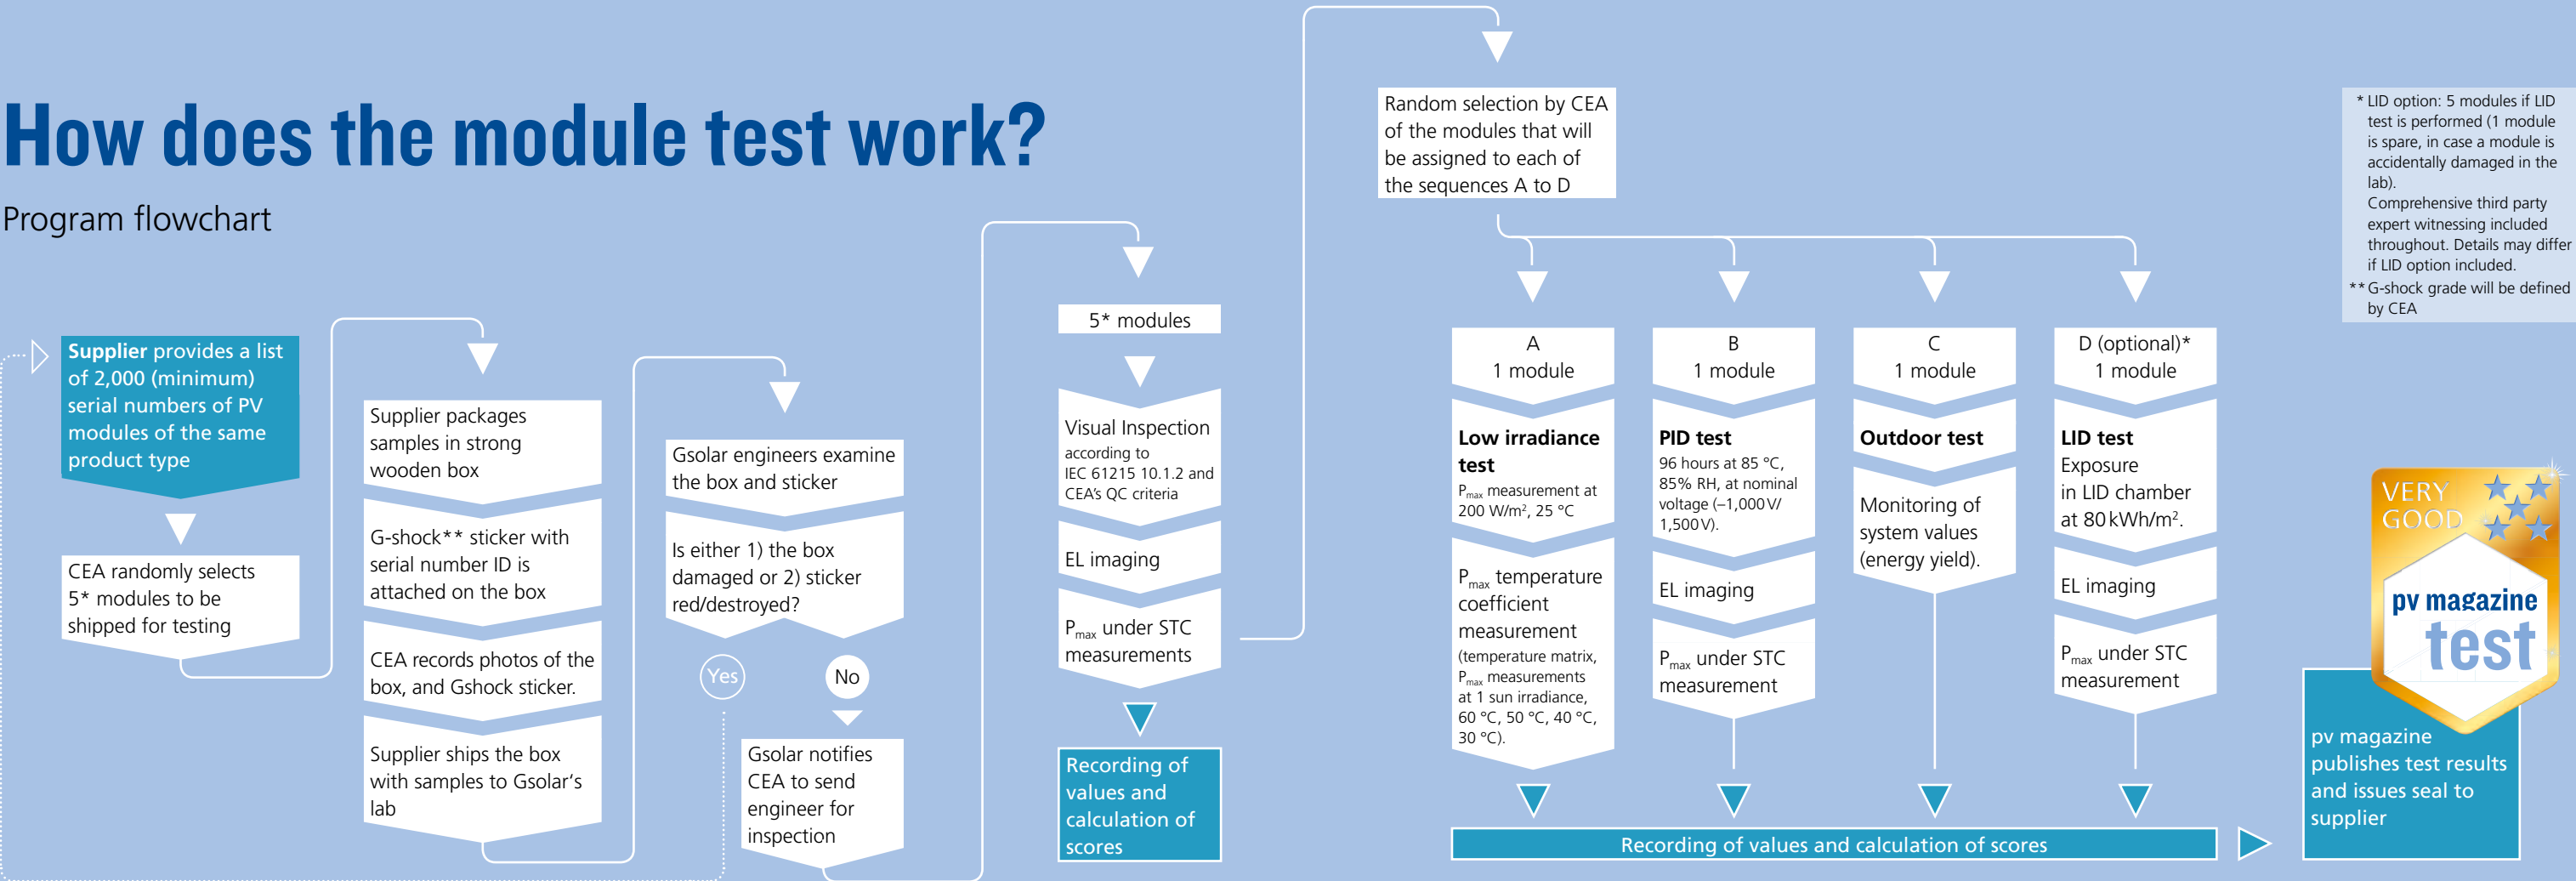 How does the module test work?
Program flowchart
Supplier provides a list
of 2,000 (minimum)
serial numbers of PV
modules of the same
product type
CEA randomly selects
5* modules to be
shipped for testing
Supplier packages
samples in strong
wooden box
G-shock** sticker with
serial number ID is
attached on the box
CEA records photos of the
box, and Gshock sticker.
Supplier ships the box
with samples to Gsolar‘s
lab
Gsolar engineers examine
the box and sticker
Is either 1) the box
damaged or 2) sticker
red/destroyed?
Yes
No
Gsolar notifies
CEA to send
engineer for
inspection
5* modules
Visual Inspection
according to
IEC 61215 10.1.2 and
CEA’s QC criteria
EL imaging
Pmax under STC
measurements
Recording of
values and
calculation of
scores
Random selection by CEA
of the modules that will
be assigned to each of
the sequences A to D
A
1 module
Low irradiance
test
Pmax measurement at
200 W/m², 25 °C
Pmax temperature
coefficient
measurement
(temperature matrix,
Pmax measurements
at 1 sun irradiance,
60 °C, 50 °C, 40 °C,
30 °C).
B
1 module
PID test
96 hours at 85 °C,
85% RH, at nominal
voltage (–1,000 V/
1,500 V).
EL imaging
Pmax under STC
measurement
C
1 module
Outdoor test
Monitoring of
system values
(energy yield).
D (optional)*
1 module
LID test
Exposure
in LID chamber
at 80 kWh/m².
EL imaging
Pmax under STC
measurement
Recording of values and calculation of scores
* LID option: 5 modules if LID
test is performed (1 module
is spare, in case a module is
accidentally damaged in the
lab).
Comprehensive third party
expert witnessing included
throughout. Details may differ
if LID option included.
** G-shock grade will be defined
by CEA
VERY
GOOD
pv magazine
test
pv magazine
publishes test results
and issues seal to
supplier